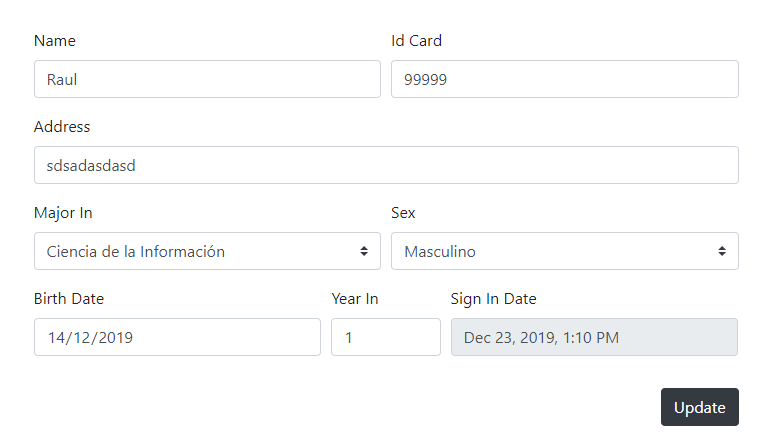 Name Id Card
Raul 99999
Address
sdsadasdasd
Major In Sex
Ciencia de la Información Masculino
Birth Date Year In Sign In Date
14/12/2019 1 Dec 23, 2019, 1:10 PM
Update